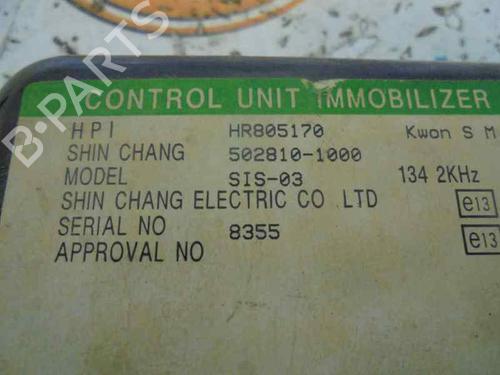 B-PARTS
CONTROL UNIT IMMOBILIZER
HPI HR805170 Kwon S M
SHIN CHANG 502810-1000
MODEL SIS-03 134 2KHz
SHIN CHANG ELECTRIC CO LTD e13
SERIAL NO 8355 e13
APPROVAL NO